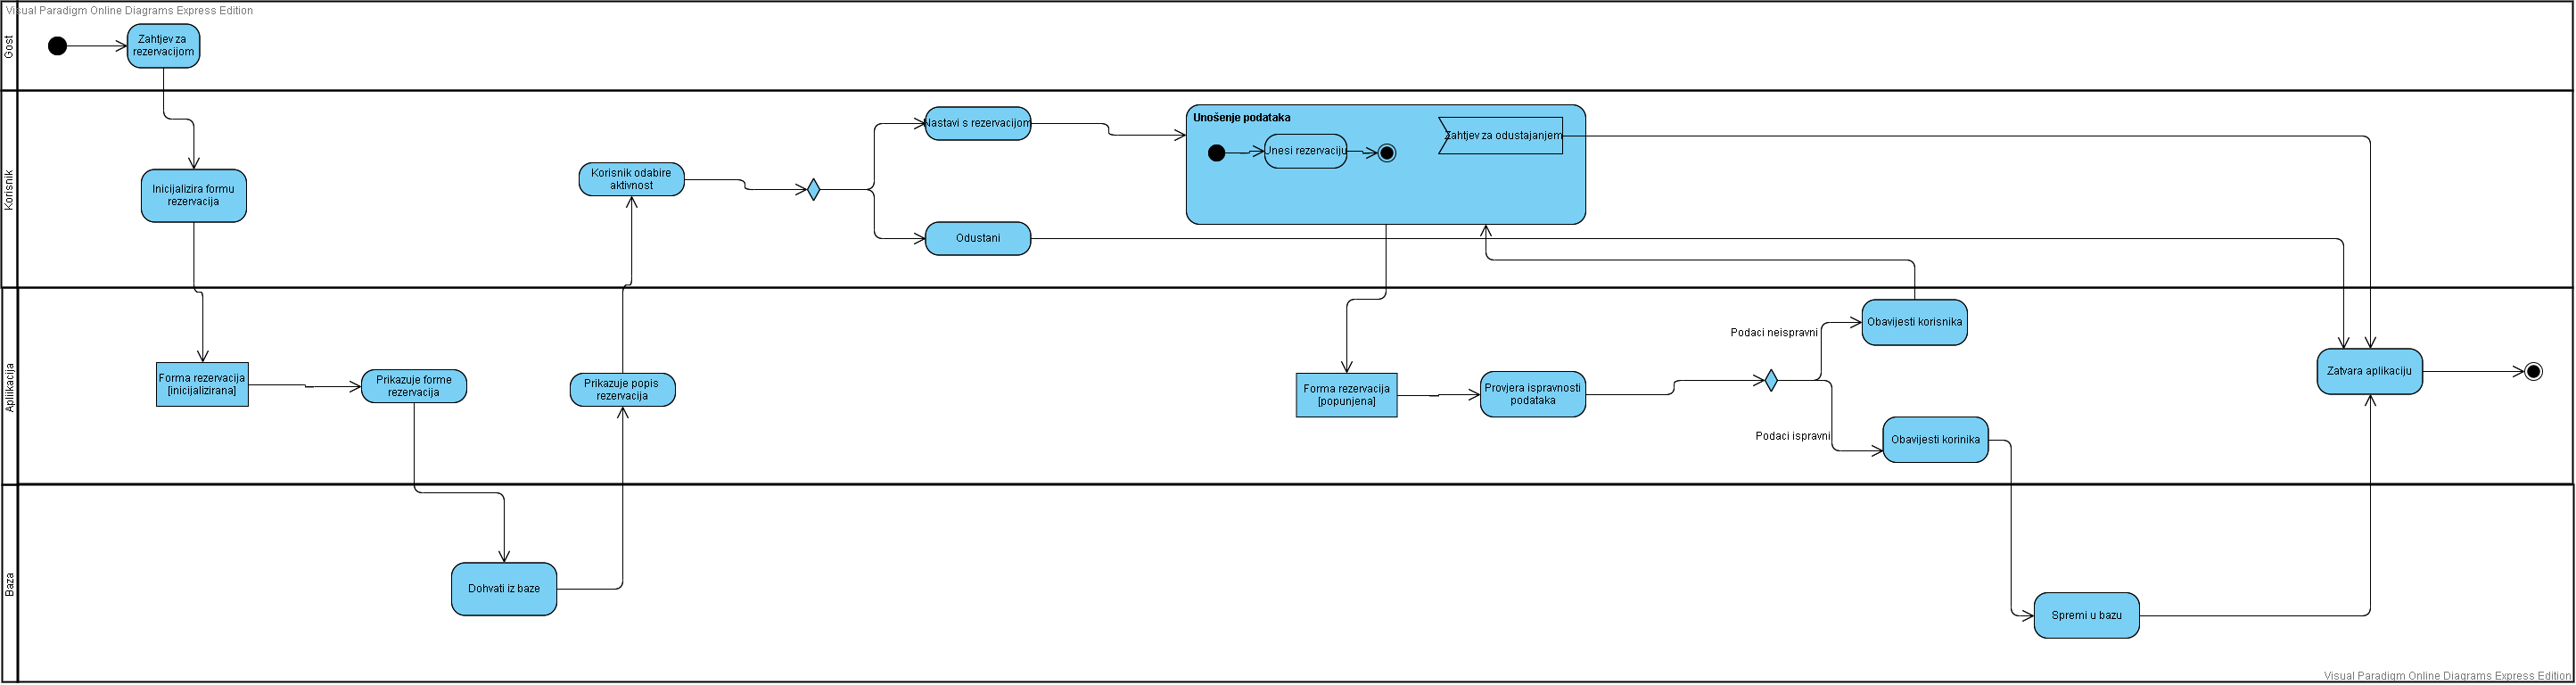 Visual Paradigm Online Diagrams Express Edition
Gost
Zahtjev za
rezervacijom
Korisnik
Inicijalizira formu
rezervacija
Korisnik odabire
aktivnost
Nastavi s rezervacijom
Odustani
Unošenje podataka
Unesi rezervaciju
Zahtjev za odustajanjem
Aplikacija
Forma rezervacija
[inicijalizirana]
Prikazuje forme
rezervacija
Prikazuje popis
rezervacija
Forma rezervacija
[popunjena]
Provjera ispravnosti
podataka
Podaci neispravni
Obavijesti korisnika
Podaci ispravni
Obavijesti korinika
Zatvara aplikaciju
Baza
Dohvati iz baze
Spremi u bazu
Visual Paradigm Online Diagrams Express Edition